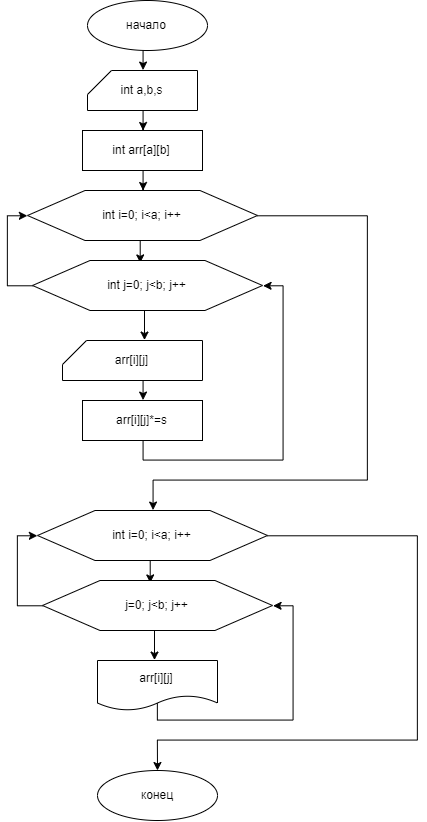 начало
int a,b,s
int arr[a][b]
int i=0; i<a; i++
int j=0; j<b; j++
arr[i][j]
arr[i][j]*=s
int i=0; i<a; i++
j=0; j<b; j++
arr[i][j]
конец